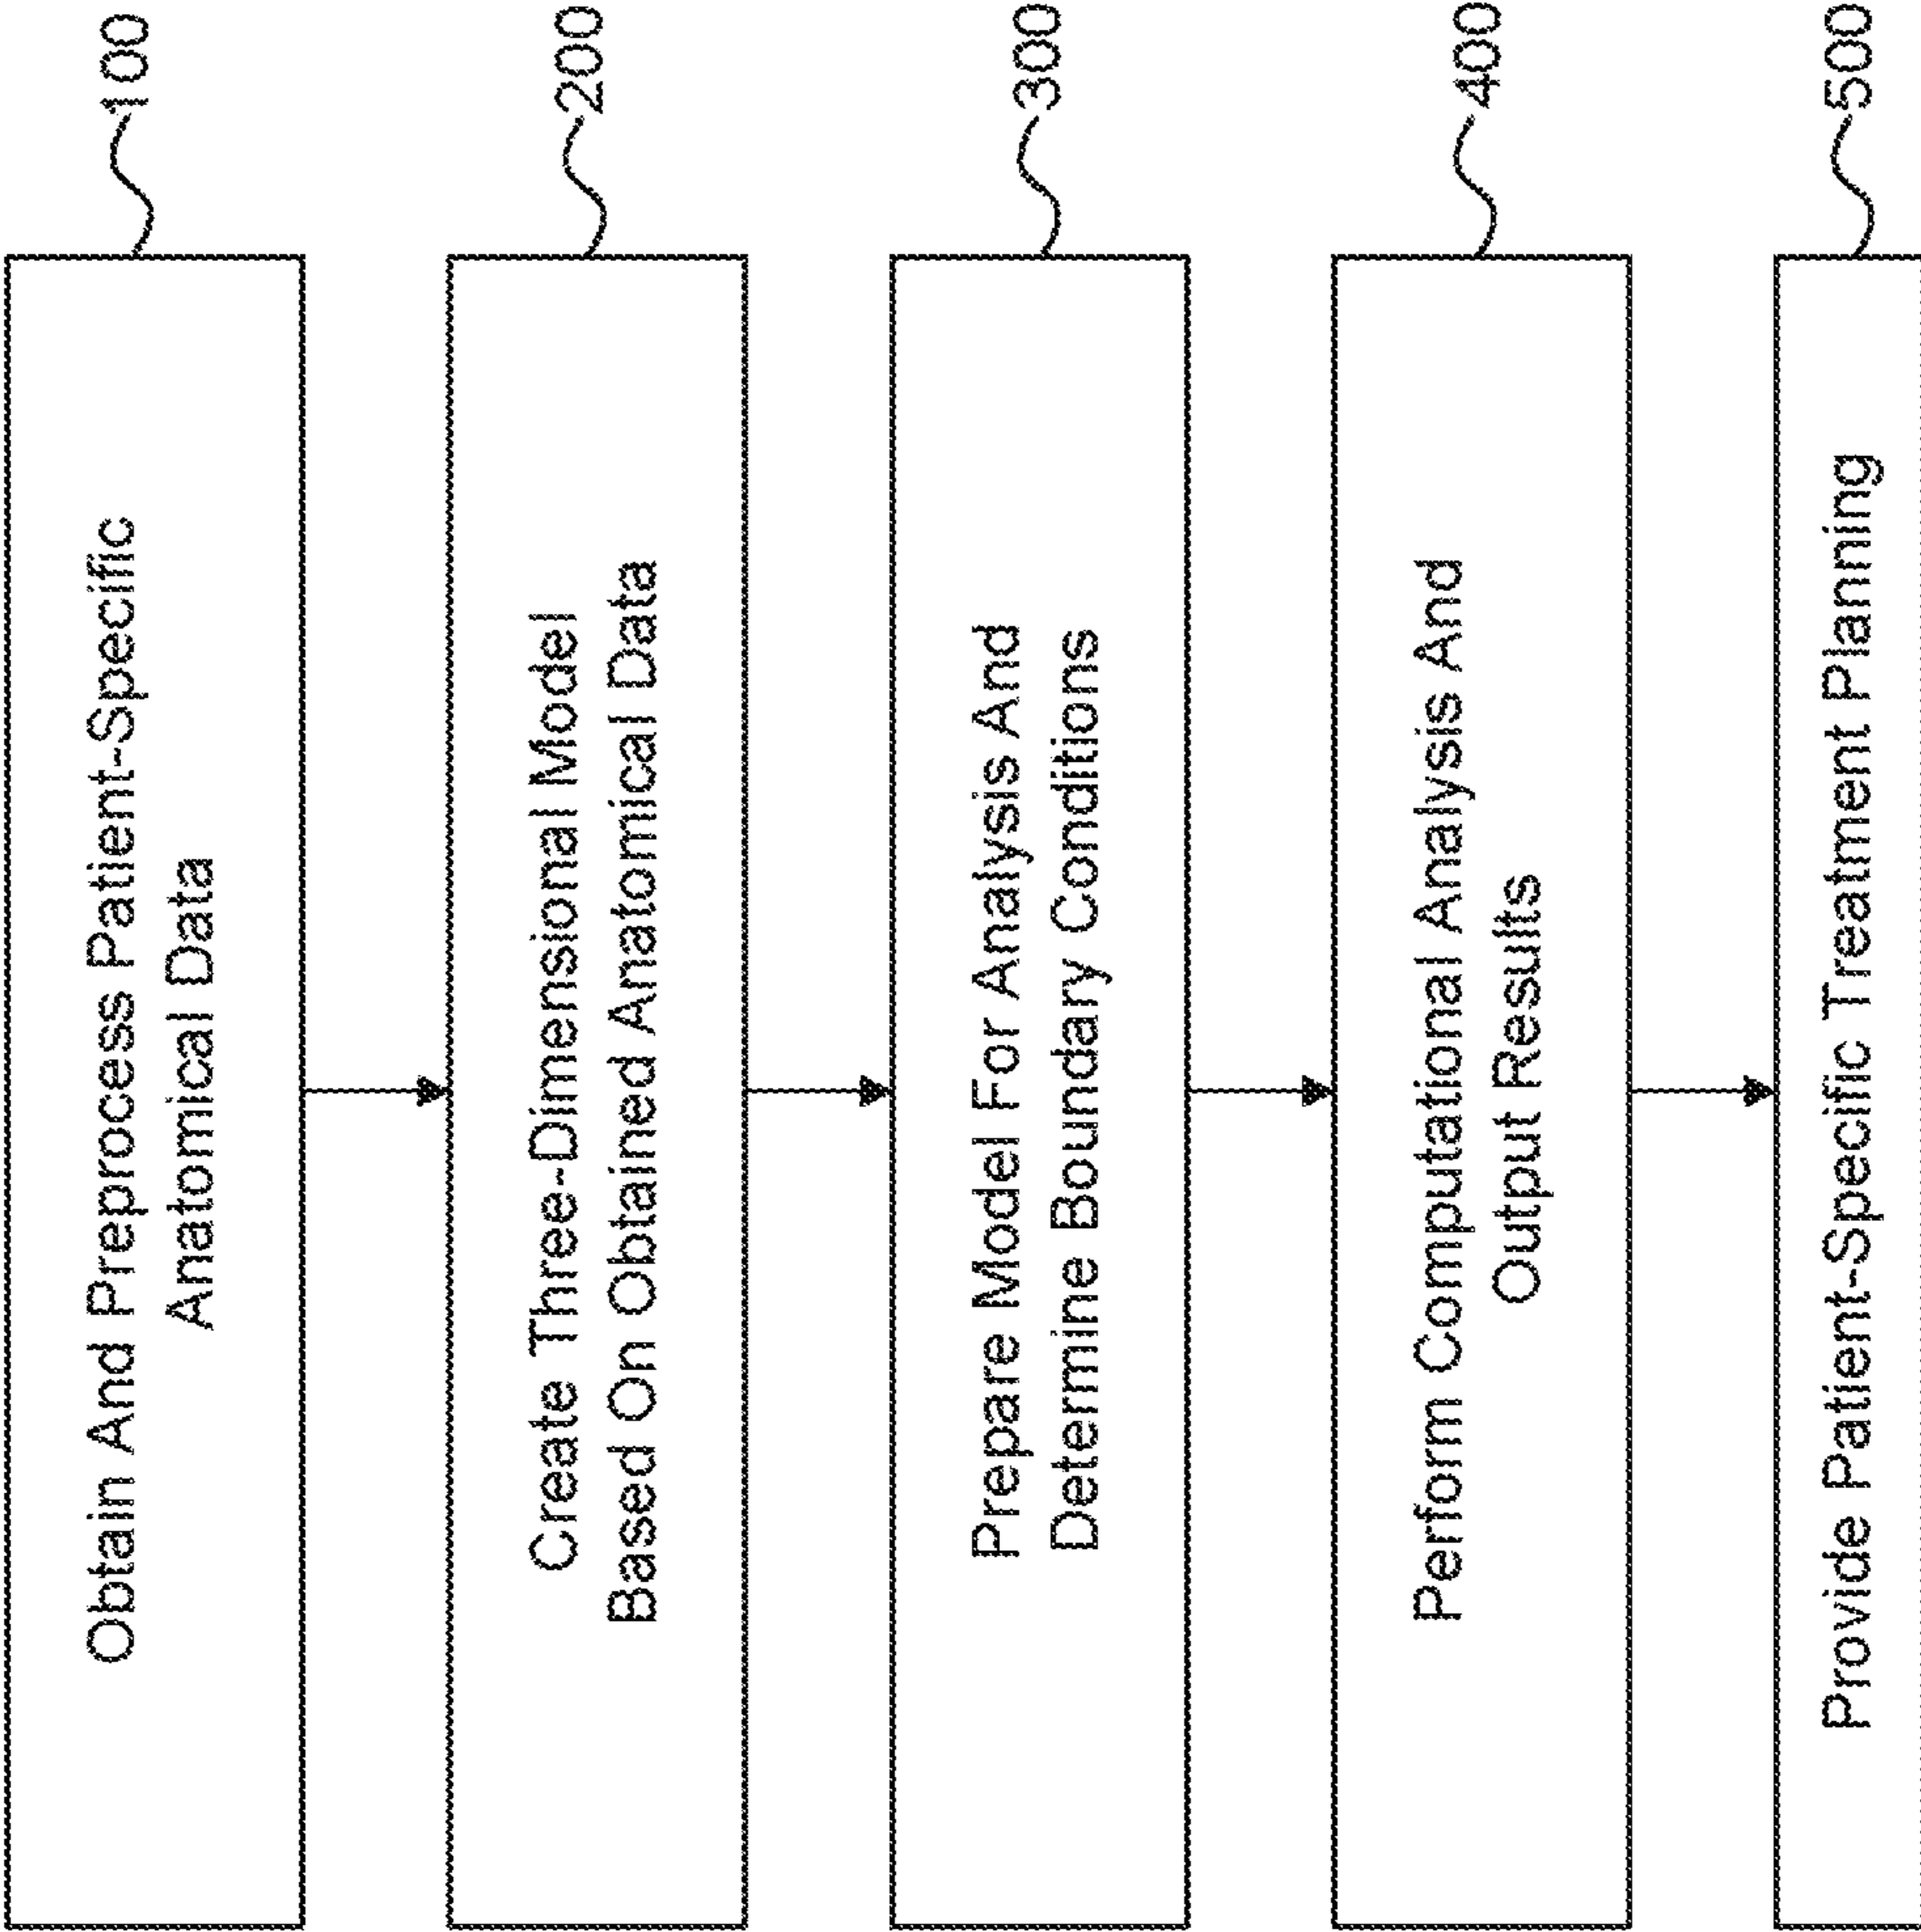 Obtain And Preprocess Patient-Specific
Anatomical Data
100
Create Three-Dimensional Model
Based On Obtained Anatomical Data
200
Prepare Model For Analysis And
Determine Boundary Conditions
300
Perform Computational Analysis And
Output Results
400
Provide Patient-Specific Treatment Planning
500